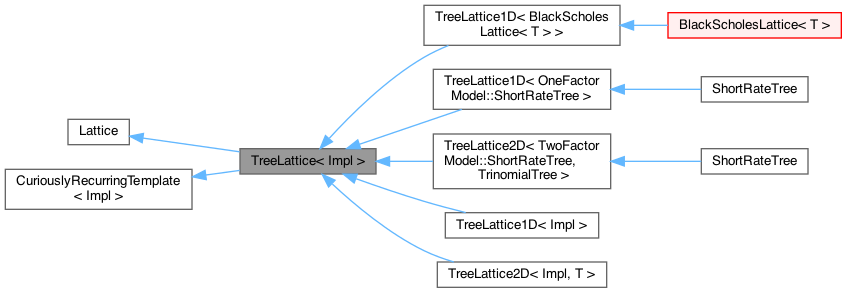 Lattice
CuriouslyRecurringTemplate
< Impl >
TreeLattice< Impl >
TreeLattice1D< BlackScholes
Lattice< T > >
BlackScholesLattice< T >
TreeLattice1D< OneFactor
Model::ShortRateTree >
ShortRateTree
TreeLattice2D< TwoFactor
Model::ShortRateTree,
TrinomialTree >
ShortRateTree
TreeLattice1D< Impl >
TreeLattice2D< Impl, T >